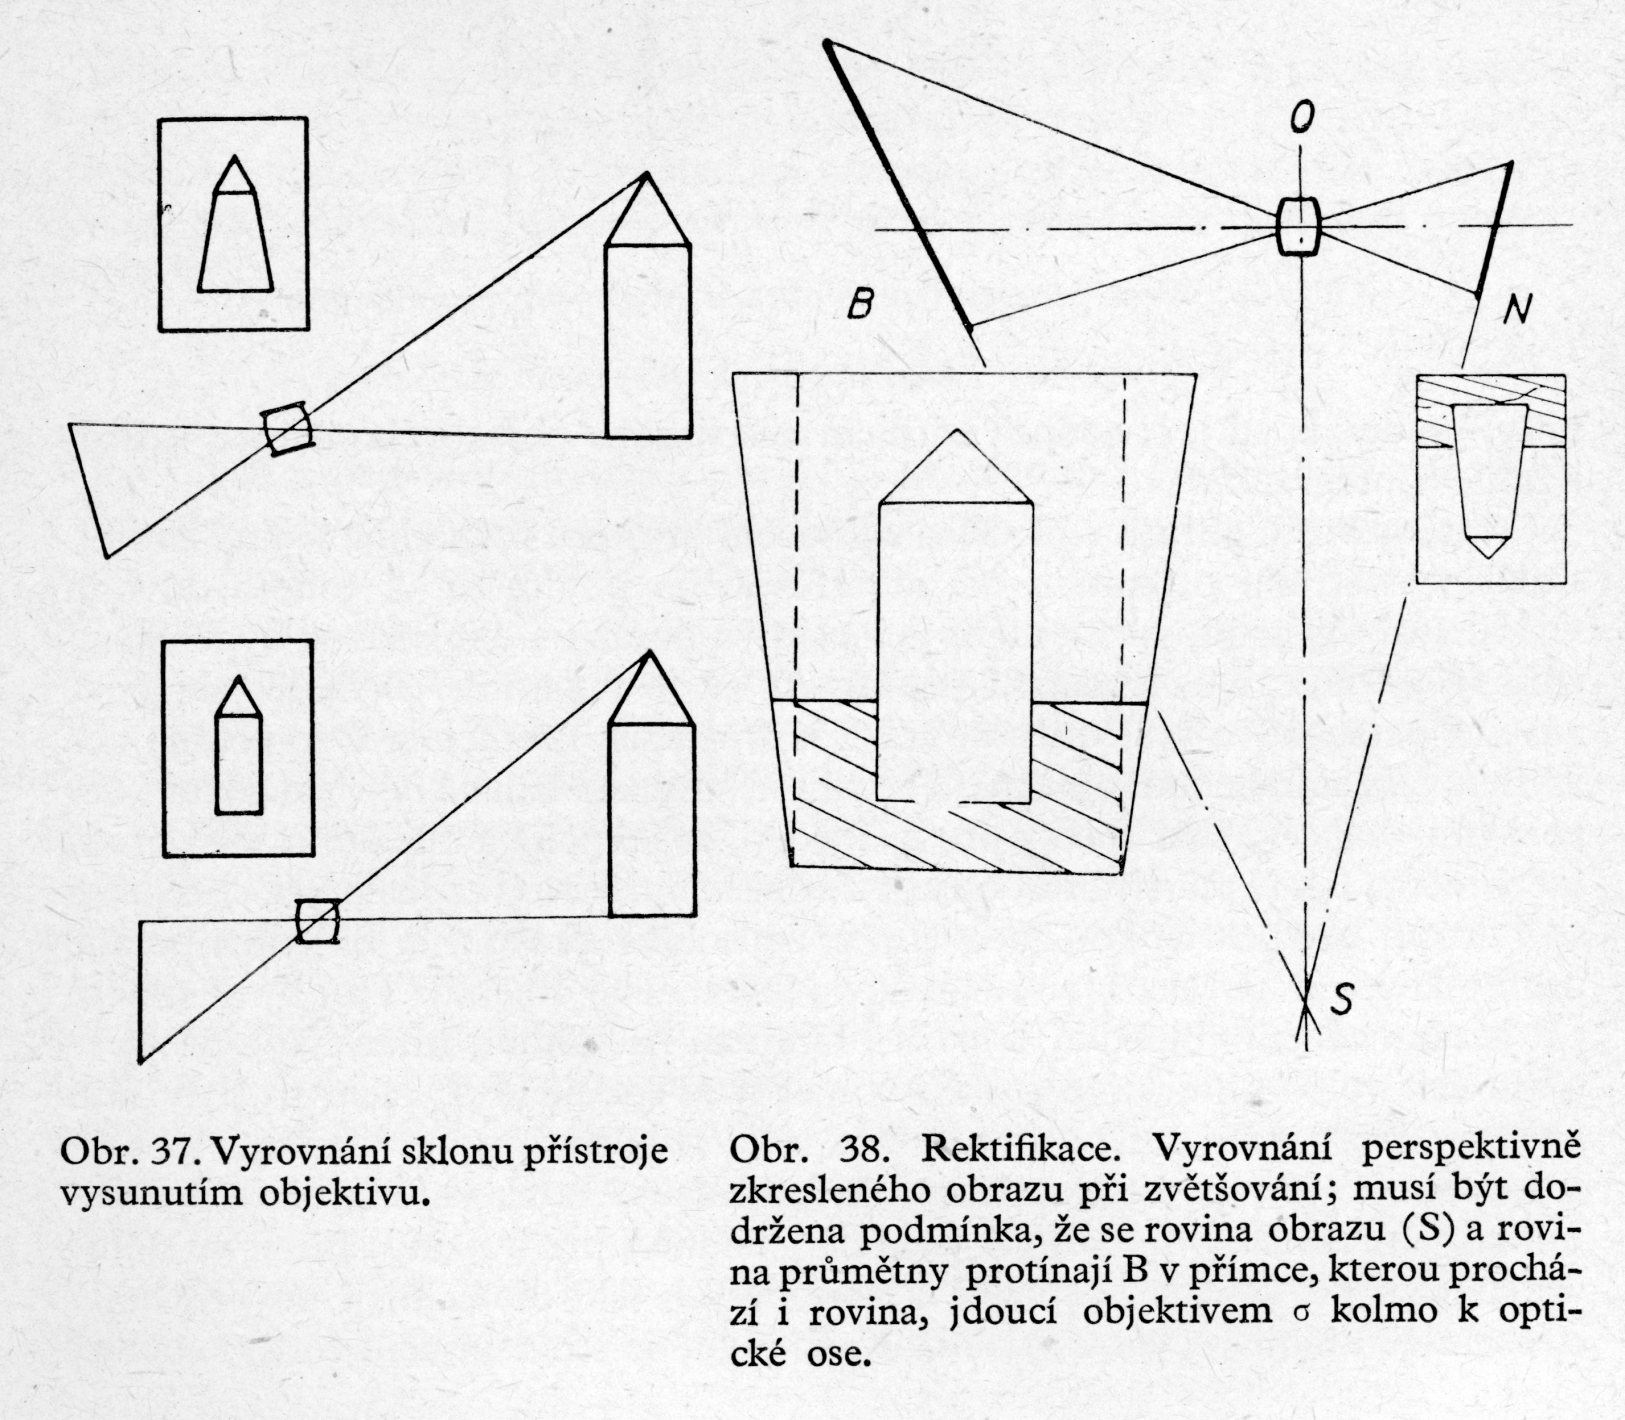 O
B
N
S
Obr. 37. Vyrovnání sklonu přístroje
vysunutím objektivu.
Obr. 38. Rektifikace. Vyrovnání perspektivně
zkresleného obrazu při zvětšování; musí být do-
držena podmínka, že se rovina obrazu (S) a rovi-
na průmětny protínají B v přímce, kterou prochá-
zí i rovina, jdoucí objektivem σ kolmo k opti-
cké ose.